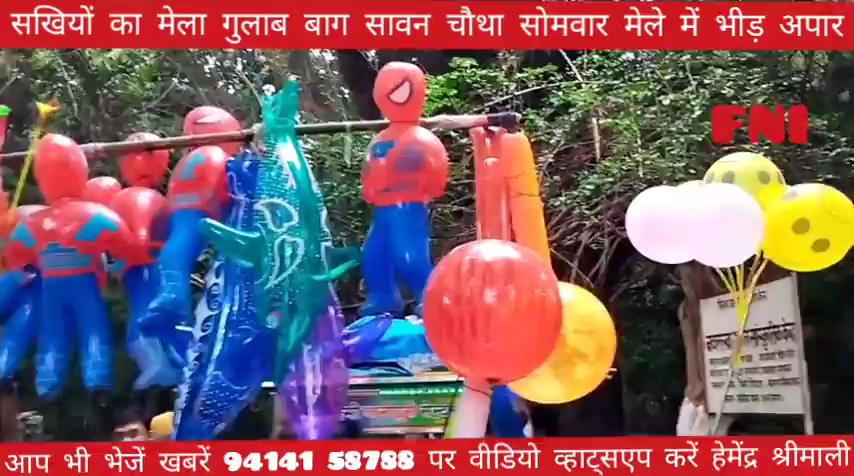 सखियों का मेला गुलाब बाग सावन चौथा सोमवार मेले में भीड़ अपार
FNI
आप भी भेजें खबरें 94141 58788 पर वीडियो व्हाट्सएप करें हेमेंद्र श्रीमाली